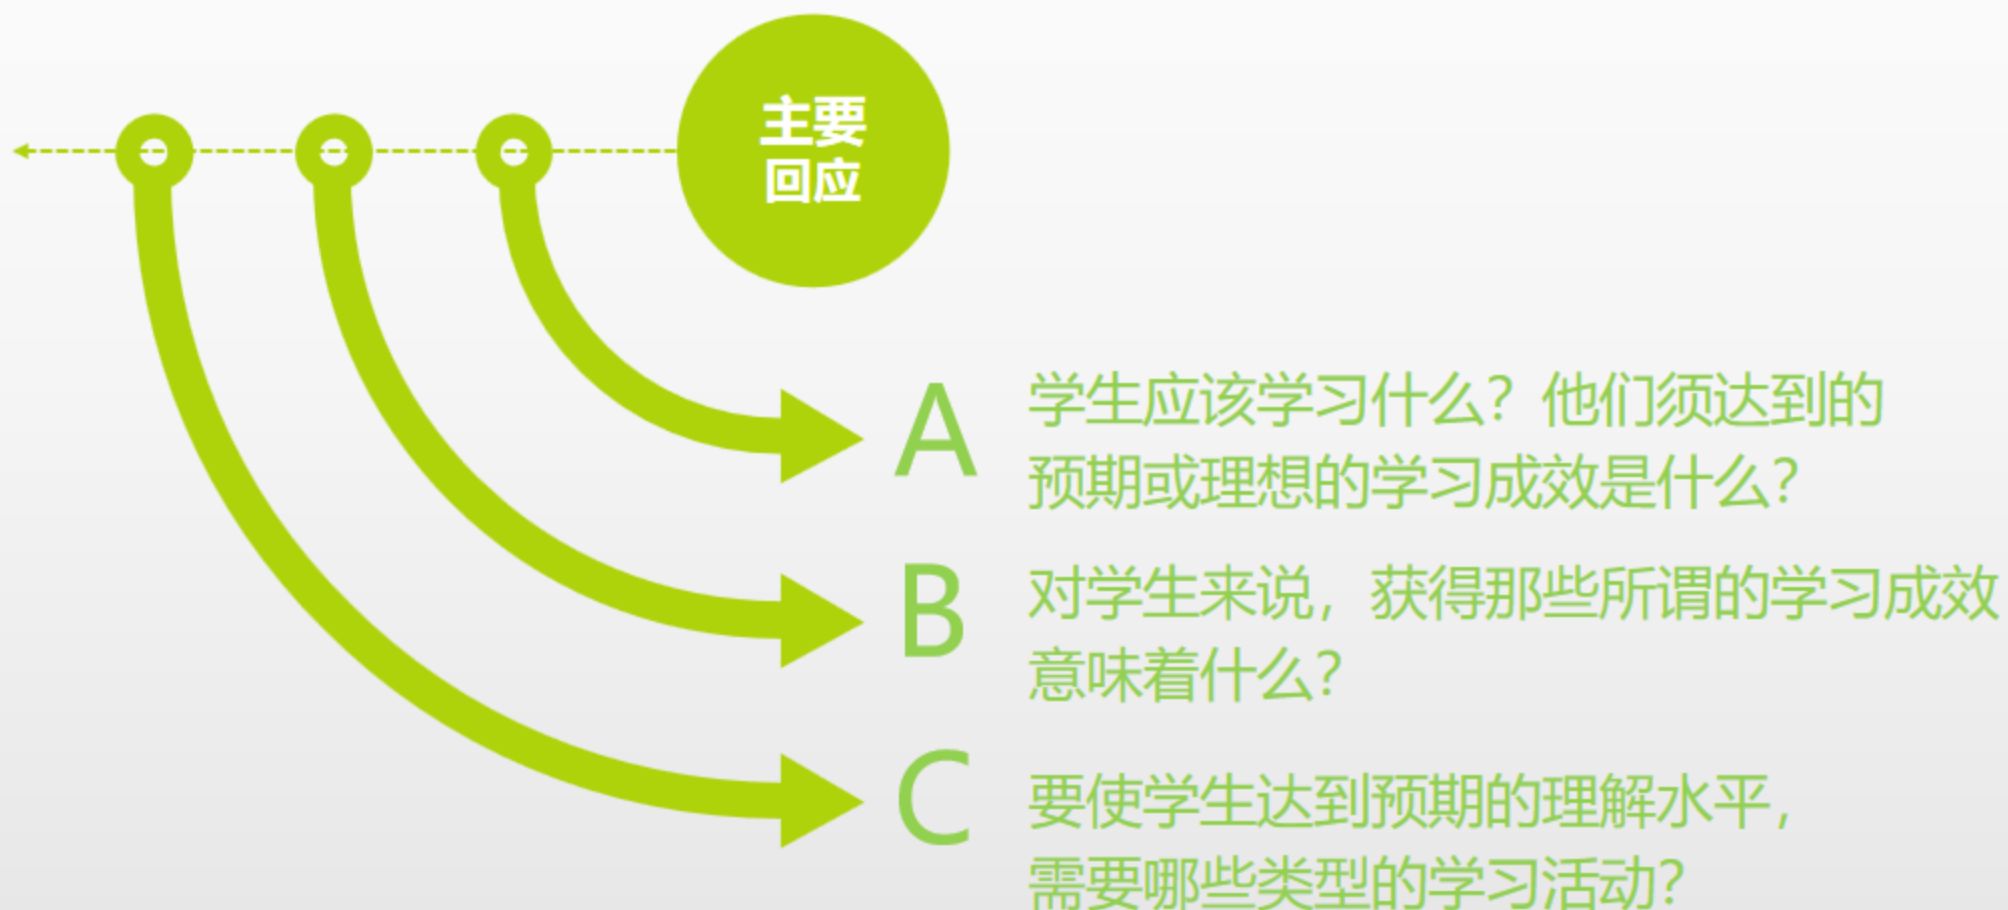 主要
回应
A
学生应该学习什么？他们须达到的
预期或理想的学习成效是什么？
B
对学生来说，获得那些所谓的学习成效
意味着什么？
C
要使学生达到预期的理解水平，
需要哪些类型的学习活动？